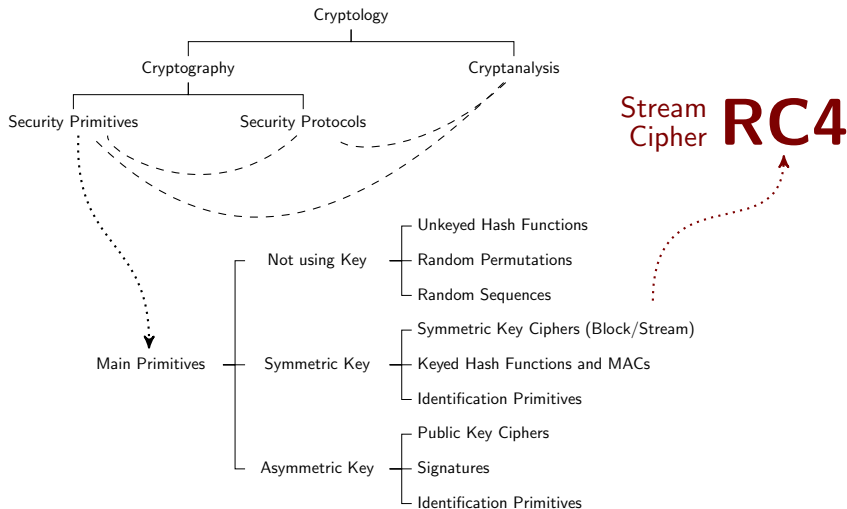 Cryptology
Cryptography
Cryptanalysis
Security Primitives
Security Protocols
Stream
Cipher
RC4
Main Primitives
Not using Key
Unkeyed Hash Functions
Random Permutations
Random Sequences
Symmetric Key
Symmetric Key Ciphers (Block/Stream)
Keyed Hash Functions and MACs
Identification Primitives
Asymmetric Key
Public Key Ciphers
Signatures
Identification Primitives